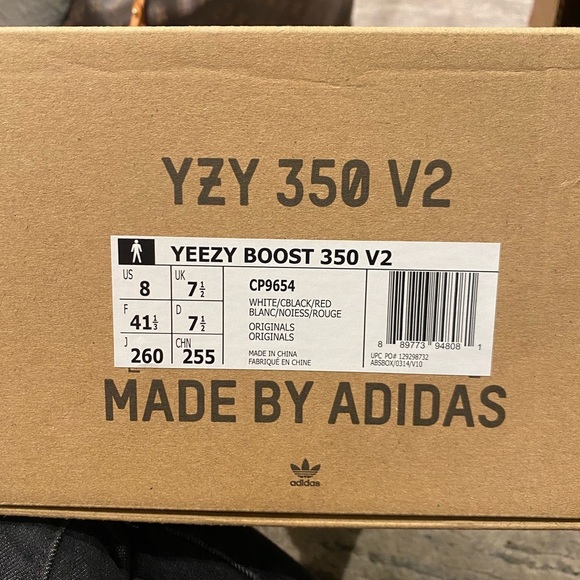 YZY 350 V2
YEEZY BOOST 350 V2
US 8 UK 7½
F 41⅓ D 7½
J 260 CHN 255
CP9654
WHITE/CBLACK/RED
BLANC/NOIESS/ROUGE
ORIGINALS
ORIGINALS
MADE IN CHINA
FABRIQUÉ EN CHINE
8 89773 94808 1
UPC PO# 129298732
ABSBOX/0314/V10
MADE BY ADIDAS
adidas